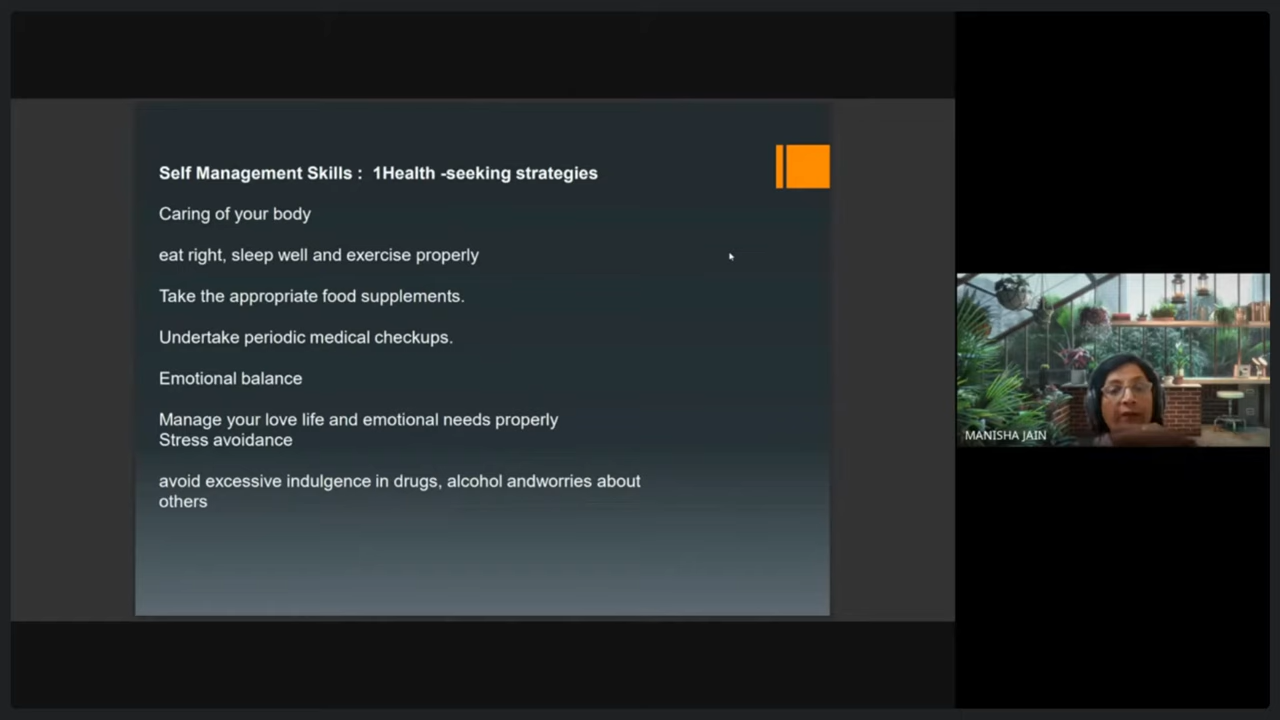 Self Management Skills :  1Health -seeking strategies
Caring of your body
eat right, sleep well and exercise properly
Take the appropriate food supplements.
Undertake periodic medical checkups.
Emotional balance
Manage your love life and emotional needs properly
Stress avoidance
avoid excessive indulgence in drugs, alcohol andworries about
others
MANISHA JAIN